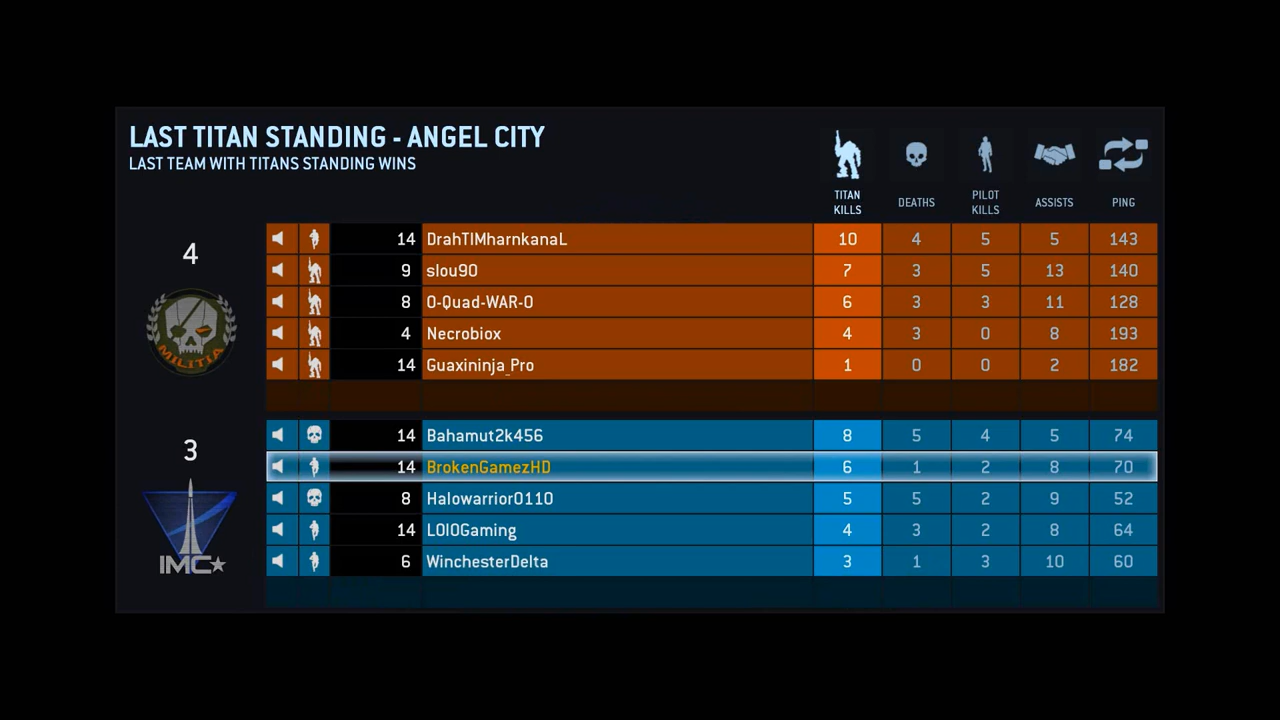 LAST TITAN STANDING - ANGEL CITY
LAST TEAM WITH TITANS STANDING WINS
TITAN KILLS DEATHS PILOT KILLS ASSISTS PING
4
MILITIA
14 DrahTIMharnkanaL 10 4 5 5 143
9 slou90 7 3 5 13 140
8 O-Quad-WAR-O 6 3 3 11 128
4 Necrobiox 4 3 0 8 193
14 Guaxininja_Pro 1 0 0 2 182
3
IMC
14 Bahamut2k456 8 5 4 5 74
14 BrokenGamezHD 6 1 2 8 70
8 Halowarrior0110 5 5 2 9 52
14 LOIOGaming 4 3 2 8 64
6 WinchesterDelta 3 1 3 10 60